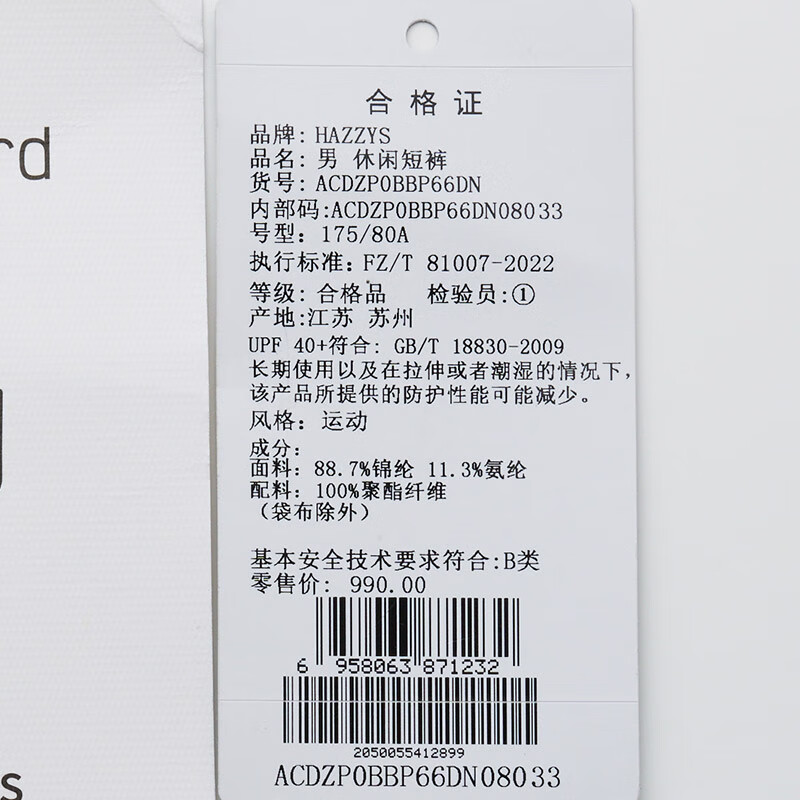 rd
s
合格证
品牌: HAZZYS
品名: 男 休闲短裤
货号: ACDZP0BBP66DN
内部码:ACDZP0BBP66DN08033
号型: 175/80A
执行标准: FZ/T 81007-2022
等级: 合格品 检验员:①
产地:江苏 苏州
UPF 40+符合: GB/T 18830-2009
长期使用以及在拉伸或者潮湿的情况下,
该产品所提供的防护性能可能减少。
风格: 运动
成分:
面料: 88.7%锦纶 11.3%氨纶
配料: 100%聚酯纤维
(袋布除外)
基本安全技术要求符合:B类
零售价: 990.00
6 958063 871232
2050055412899
ACDZP0BBP66DN08033